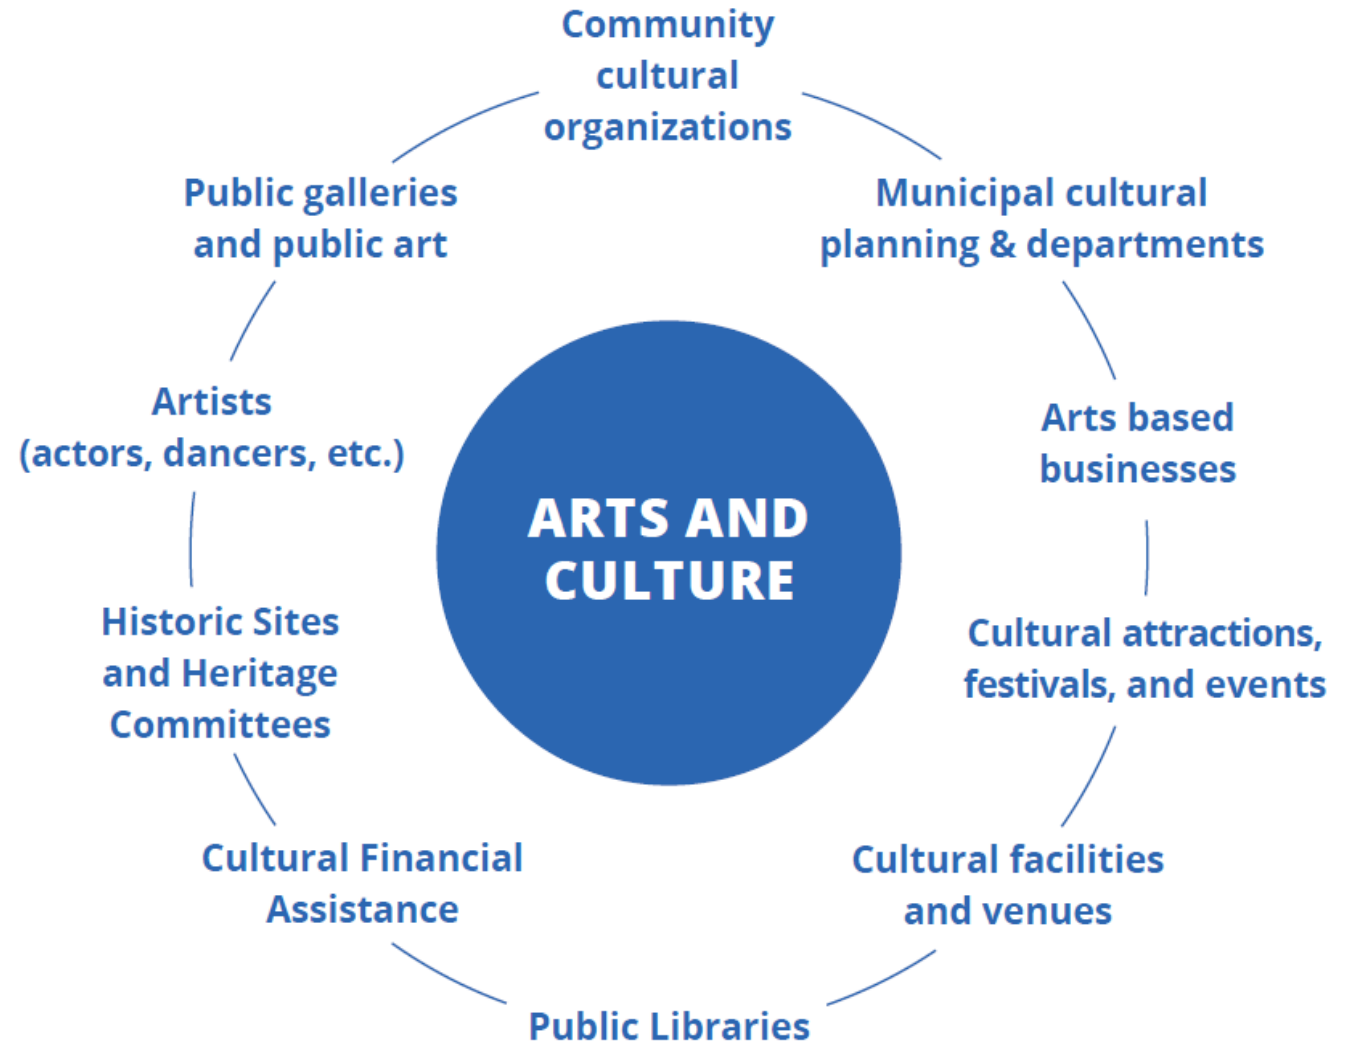 Community
cultural
organizations
Municipal cultural
planning & departments
Arts based
businesses
Cultural attractions,
festivals, and events
Cultural facilities
and venues
Public Libraries
Cultural Financial
Assistance
Historic Sites
and Heritage
Committees
Artists
(actors, dancers, etc.)
Public galleries
and public art
ARTS AND
CULTURE